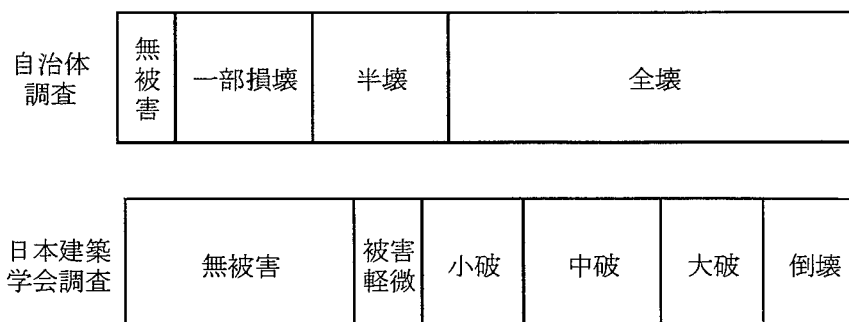 自治体
調査
無被害
一部損壊
半壊
全壊
日本建築
学会調査
無被害
被害
軽微
小破
中破
大破
倒壊